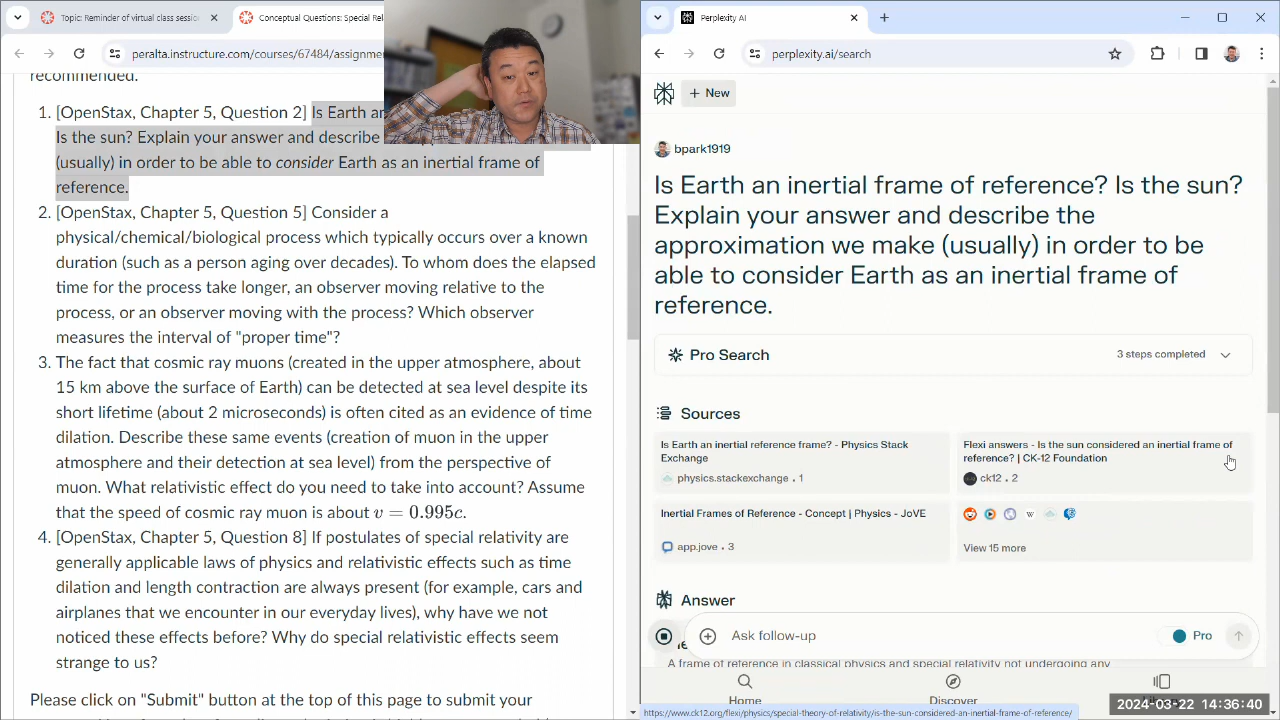 Topic: Reminder of virtual class sessi
Conceptual Questions: Special Rel
peralta.instructure.com/courses/67484/assignme
recommended.
1. [OpenStax, Chapter 5, Question 2] Is Earth an
Is the sun? Explain your answer and describe
(usually) in order to be able to consider Earth as an inertial frame of
reference.
2. [OpenStax, Chapter 5, Question 5] Consider a
physical/chemical/biological process which typically occurs over a known
duration (such as a person aging over decades). To whom does the elapsed
time for the process take longer, an observer moving relative to the
process, or an observer moving with the process? Which observer
measures the interval of "proper time"?
3. The fact that cosmic ray muons (created in the upper atmosphere, about
15 km above the surface of Earth) can be detected at sea level despite its
short lifetime (about 2 microseconds) is often cited as an evidence of time
dilation. Describe these same events (creation of muon in the upper
atmosphere and their detection at sea level) from the perspective of
muon. What relativistic effect do you need to take into account? Assume
that the speed of cosmic ray muon is about v = 0.995c.
4. [OpenStax, Chapter 5, Question 8] If postulates of special relativity are
generally applicable laws of physics and relativistic effects such as time
dilation and length contraction are always present (for example, cars and
airplanes that we encounter in our everyday lives), why have we not
noticed these effects before? Why do special relativistic effects seem
strange to us?
Please click on "Submit" button at the top of this page to submit your
Perplexity AI
perplexity.ai/search
+ New
bpark1919
Is Earth an inertial frame of reference? Is the sun?
Explain your answer and describe the
approximation we make (usually) in order to be
able to consider Earth as an inertial frame of
reference.
Pro Search
3 steps completed
Sources
Is Earth an inertial reference frame? - Physics Stack
Exchange
physics.stackexchange · 1
Flexi answers - Is the sun considered an inertial frame of
reference? | CK-12 Foundation
ck12 · 2
Inertial Frames of Reference - Concept | Physics - JoVE
app.jove · 3
View 15 more
Answer
Ask follow-up
Pro
A frame of reference in classical physics and special relativity not undergoing any
Home
Discover
https://www.ck12.org/flexi/physics/special-theory-of-relativity/is-the-sun-considered-an-inertial-frame-of-reference/
2024-03-22 14:36:40